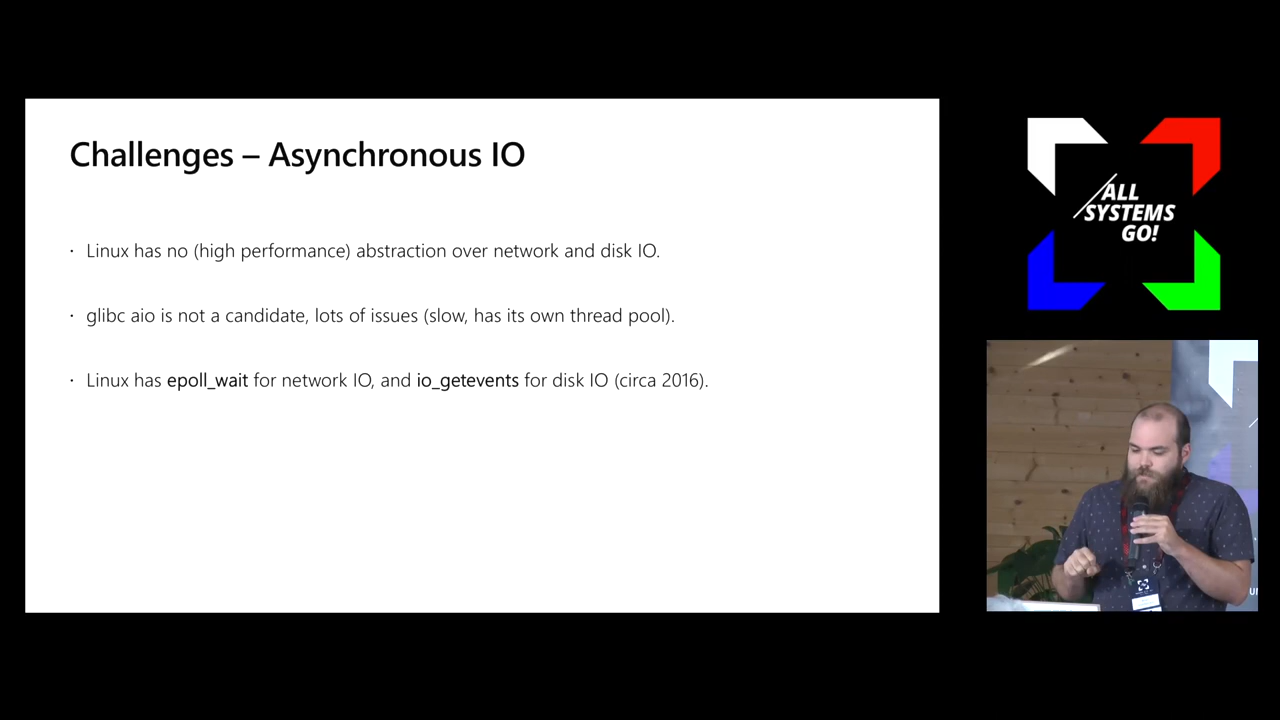 Challenges – Asynchronous IO
· Linux has no (high performance) abstraction over network and disk IO.
· glibc aio is not a candidate, lots of issues (slow, has its own thread pool).
· Linux has epoll_wait for network IO, and io_getevents for disk IO (circa 2016).
ALL
SYSTEMS
GO!